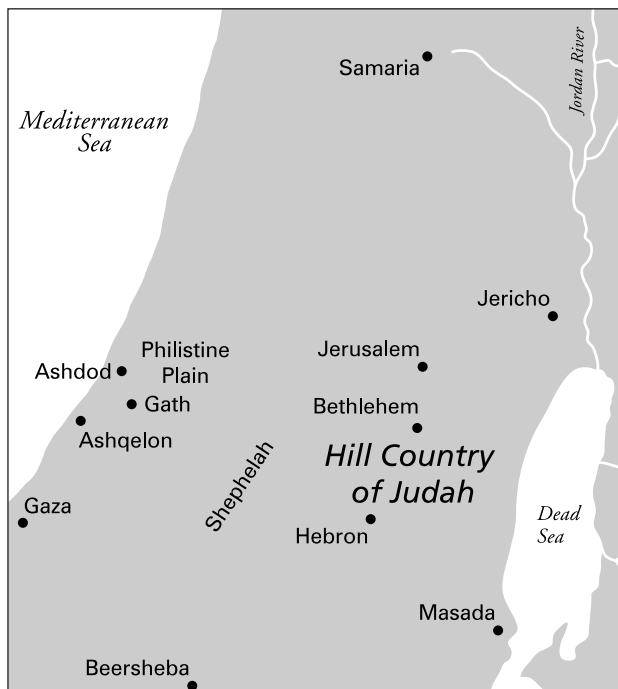 Samaria
Jordan River
Mediterranean
Sea
Jericho
Philistine
Plain
Jerusalem
Ashdod
Gath
Bethlehem
Ashqelon
Hill Country
of Judah
Shephelah
Gaza
Dead
Sea
Hebron
Masada
Beersheba